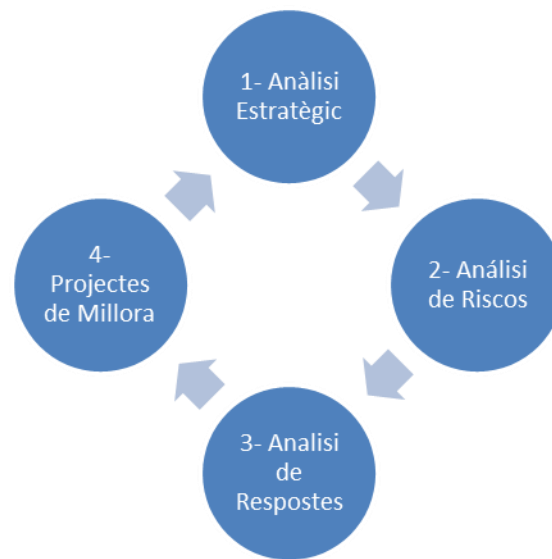 1- Anàlisi
Estratègic
2- Análisi
de Riscos
3- Analisi
de
Respostes
4-
Projectes
de Millora